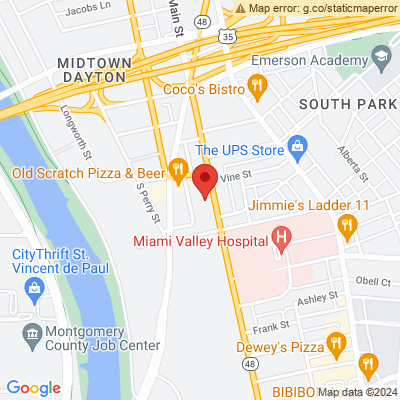 Map error: g.co/staticmaperror
Jacobs Ln
Main St
48
35
MIDTOWN
DAYTON
Emerson Academy
Coco's Bistro
SOUTH PARK
Longworth St
The UPS Store
Alberta St
Old Scratch Pizza & Beer
Vine St
S Perry St
Jimmie's Ladder 11
Miami Valley Hospital
H
CityThrift St.
Vincent de Paul
Obell Ct
Ashley St
Montgomery
County Job Center
Frank St
Dewey's Pizza
48
Google
BIBIBO
Map data ©2024